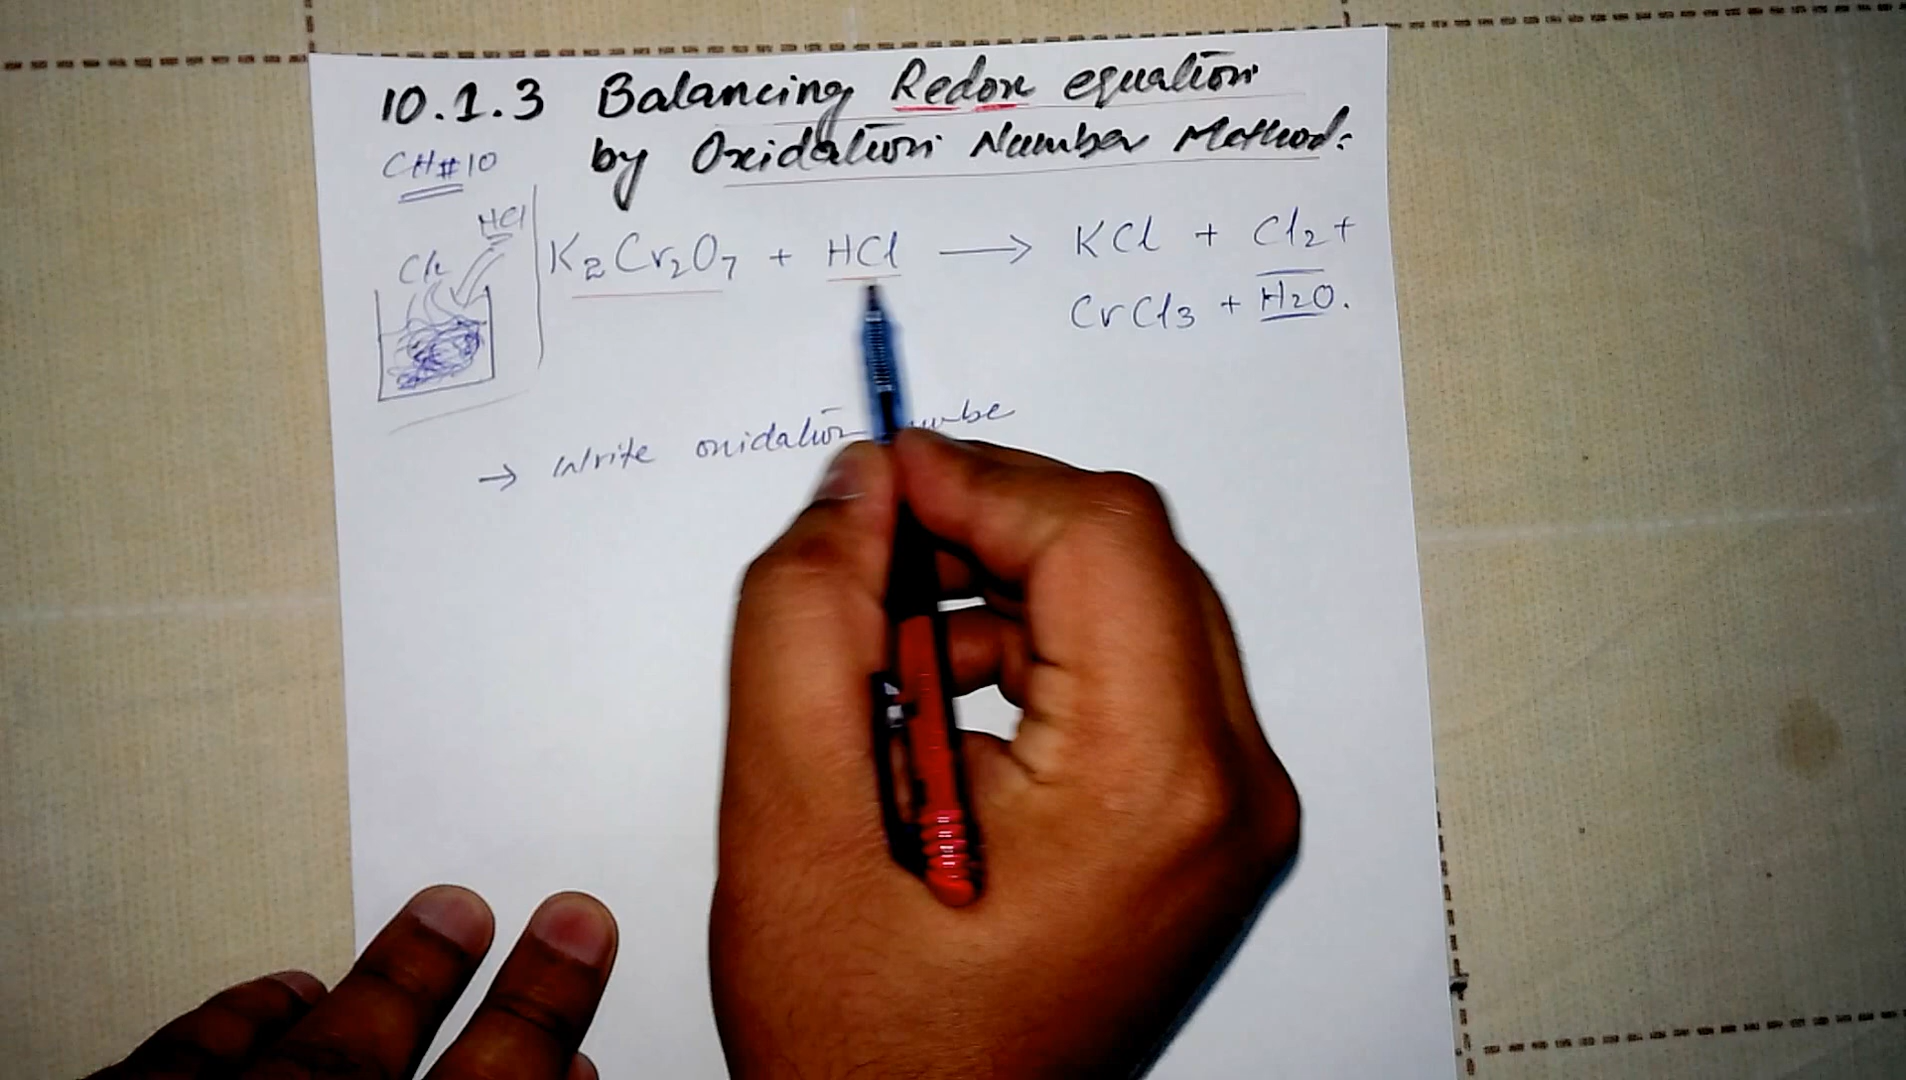 10.1.3 Balancing Redox equation
by Oxidation Number Method:
CH#10
HCl
K2Cr2O7 + HCl → KCl + Cl2 +
CrCl3 + H2O.
→ Write oxidation numbe